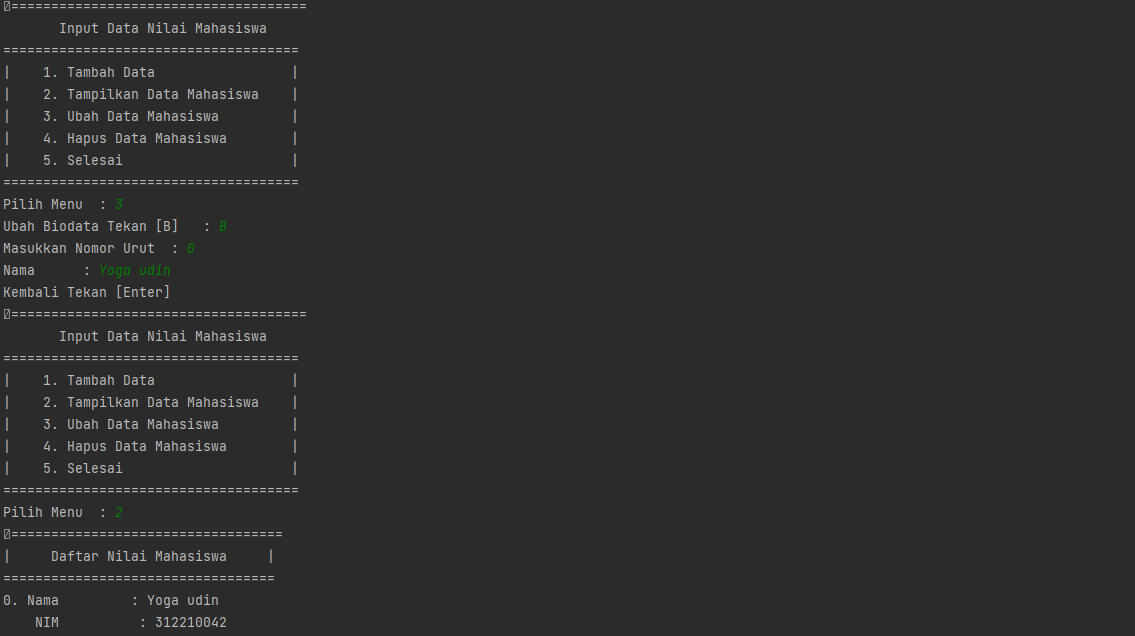 =====================================
       Input Data Nilai Mahasiswa
=====================================
|    1. Tambah Data                 |
|    2. Tampilkan Data Mahasiswa    |
|    3. Ubah Data Mahasiswa         |
|    4. Hapus Data Mahasiswa        |
|    5. Selesai                     |
=====================================
Pilih Menu  : 3
Ubah Biodata Tekan [B]   : B
Masukkan Nomor Urut  : 0
Nama      : Yoga udin
Kembali Tekan [Enter]
=====================================
       Input Data Nilai Mahasiswa
=====================================
|    1. Tambah Data                 |
|    2. Tampilkan Data Mahasiswa    |
|    3. Ubah Data Mahasiswa         |
|    4. Hapus Data Mahasiswa        |
|    5. Selesai                     |
=====================================
Pilih Menu  : 2
==================================
|     Daftar Nilai Mahasiswa     |
==================================
0. Nama         : Yoga udin
    NIM          : 312210042